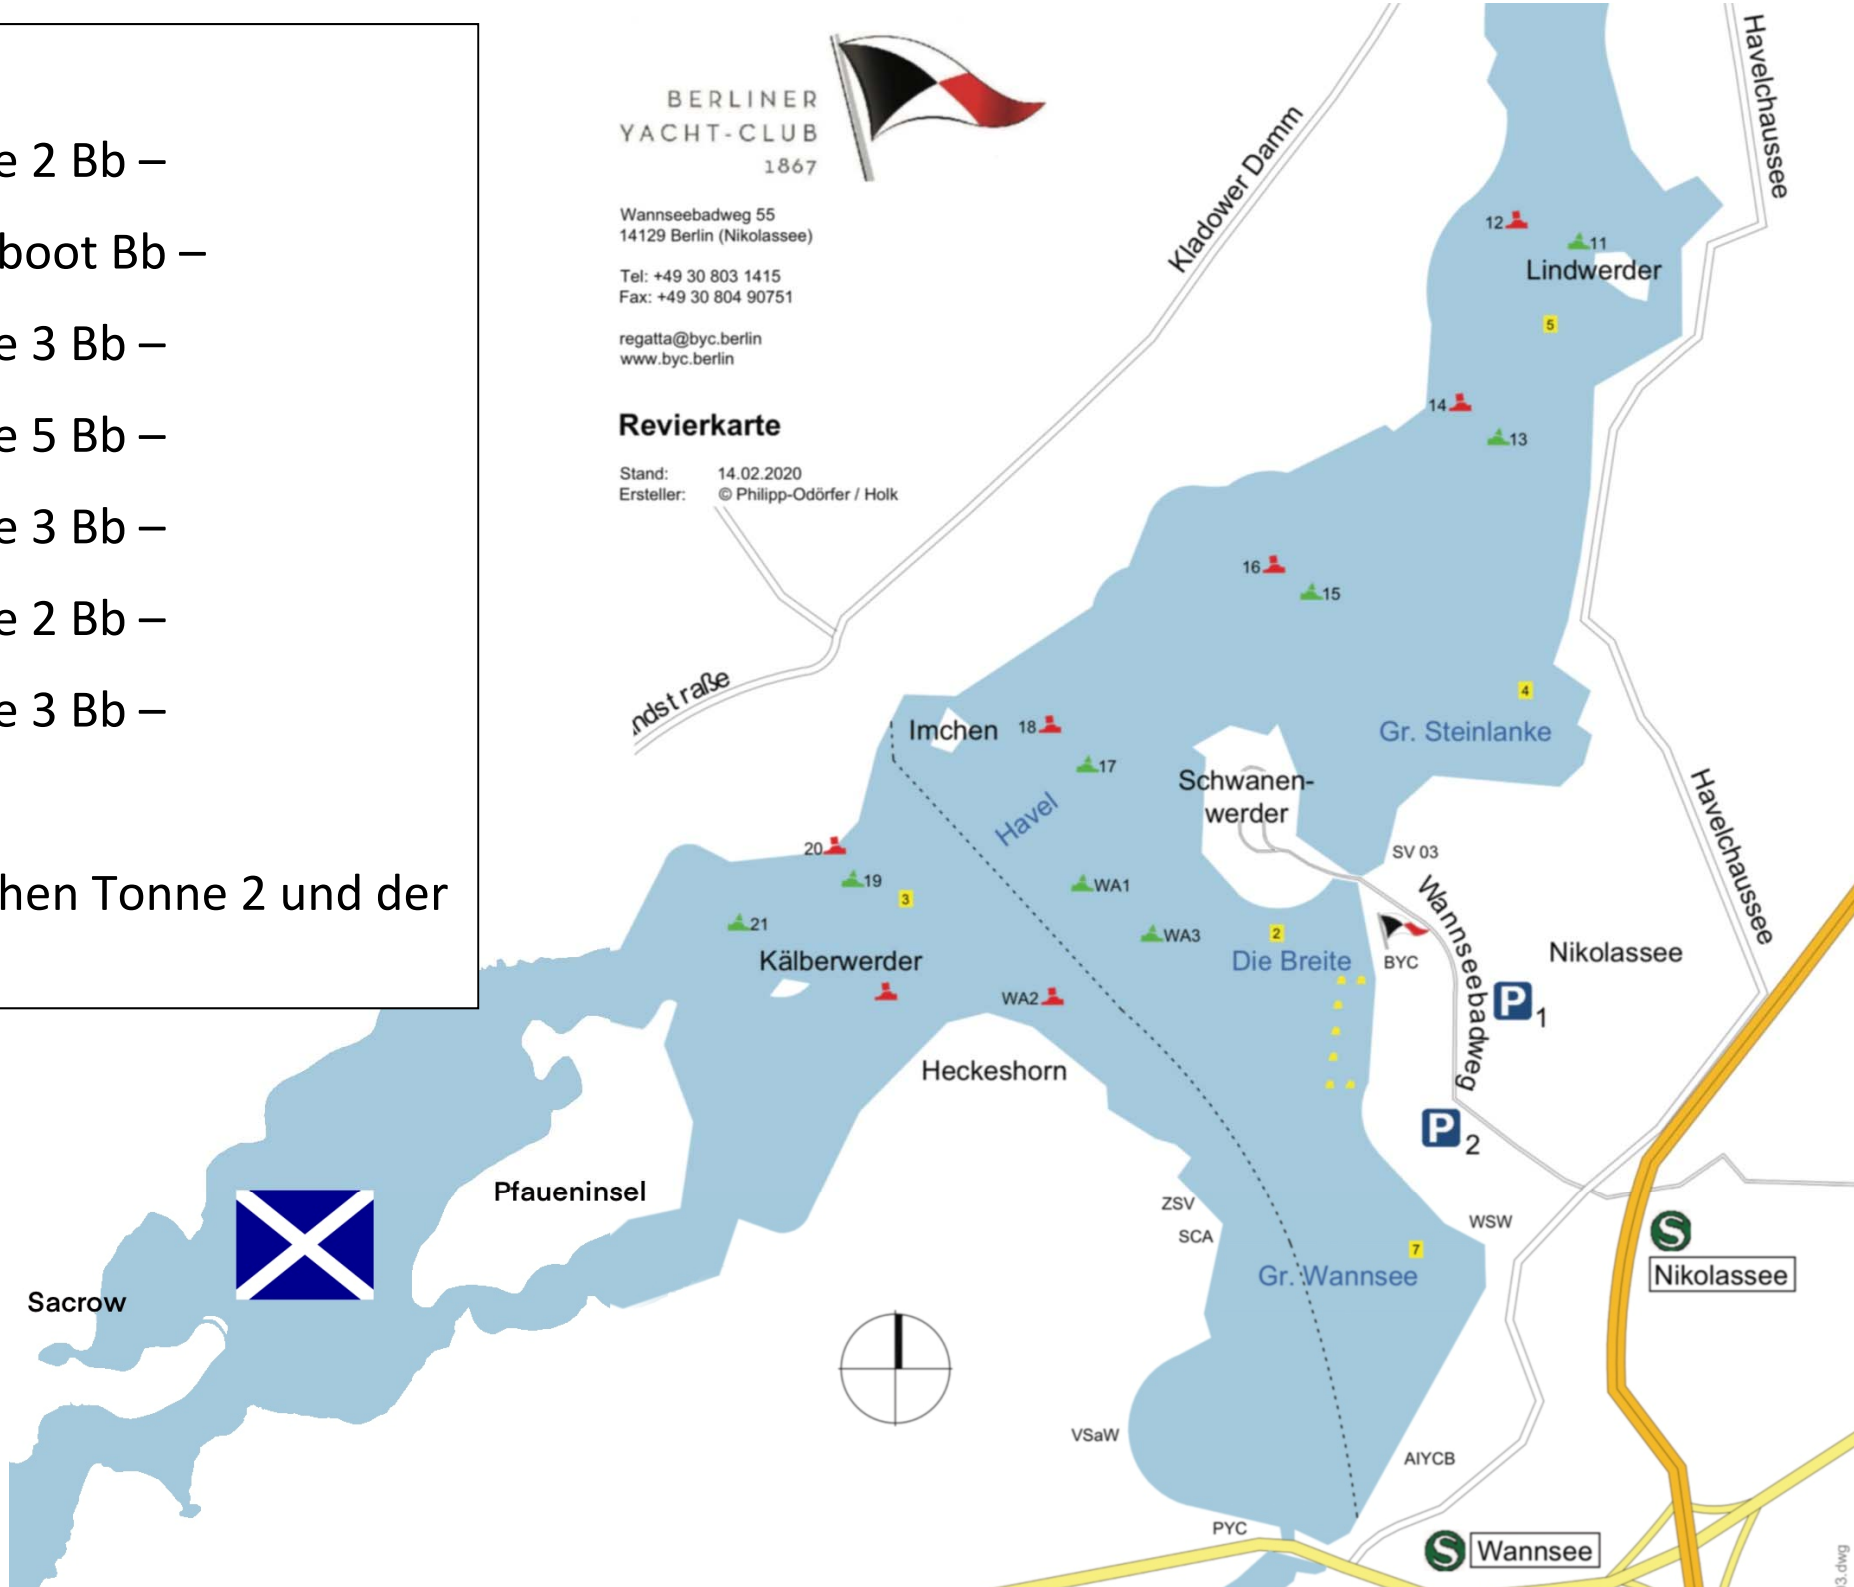 e 2 Bb –
boot Bb –
e 3 Bb –
e 5 Bb –
e 3 Bb –
e 2 Bb –
e 3 Bb –
hen Tonne 2 und der
BERLINER
YACHT-CLUB
1867
Wannseebadweg 55
14129 Berlin (Nikolassee)
Tel: +49 30 803 1415
Fax: +49 30 804 90751
regatta@byc.berlin
www.byc.berlin
Revierkarte
Stand: 14.02.2020
Ersteller: © Philipp-Odörfer / Holk
Kladower Damm
Havelchaussee
12
11
Lindwerder
5
14
13
16
15
ndstraße
4
Imchen
18
Gr. Steinlanke
17
Schwanen-
werder
Havel
Havelchaussee
20
SV 03
19
WA1
3
Wannseebadweg
21
WA3
2
Kälberwerder
Die Breite
BYC
Nikolassee
WA2
P 1
Heckeshorn
P 2
Pfaueninsel
ZSV
SCA
WSW
7
S
Gr. Wannsee
Nikolassee
Sacrow
VSaW
AIYCB
PYC
S Wannsee
3.dwg